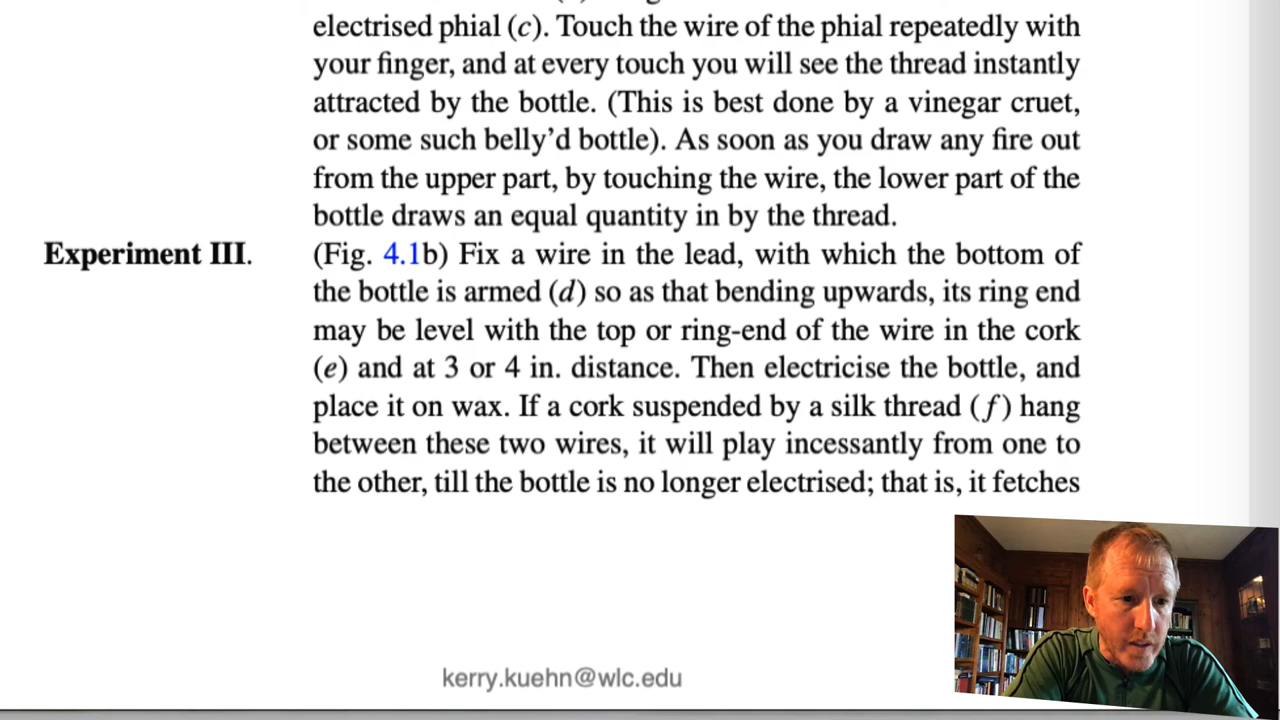 electrised phial (c). Touch the wire of the phial repeatedly with
your finger, and at every touch you will see the thread instantly
attracted by the bottle. (This is best done by a vinegar cruet,
or some such belly’d bottle). As soon as you draw any fire out
from the upper part, by touching the wire, the lower part of the
bottle draws an equal quantity in by the thread.
Experiment III. (Fig. 4.1b) Fix a wire in the lead, with which the bottom of
the bottle is armed (d) so as that bending upwards, its ring end
may be level with the top or ring-end of the wire in the cork
(e) and at 3 or 4 in. distance. Then electricise the bottle, and
place it on wax. If a cork suspended by a silk thread (f) hang
between these two wires, it will play incessantly from one to
the other, till the bottle is no longer electrised; that is, it fetches
kerry.kuehn@wlc.edu